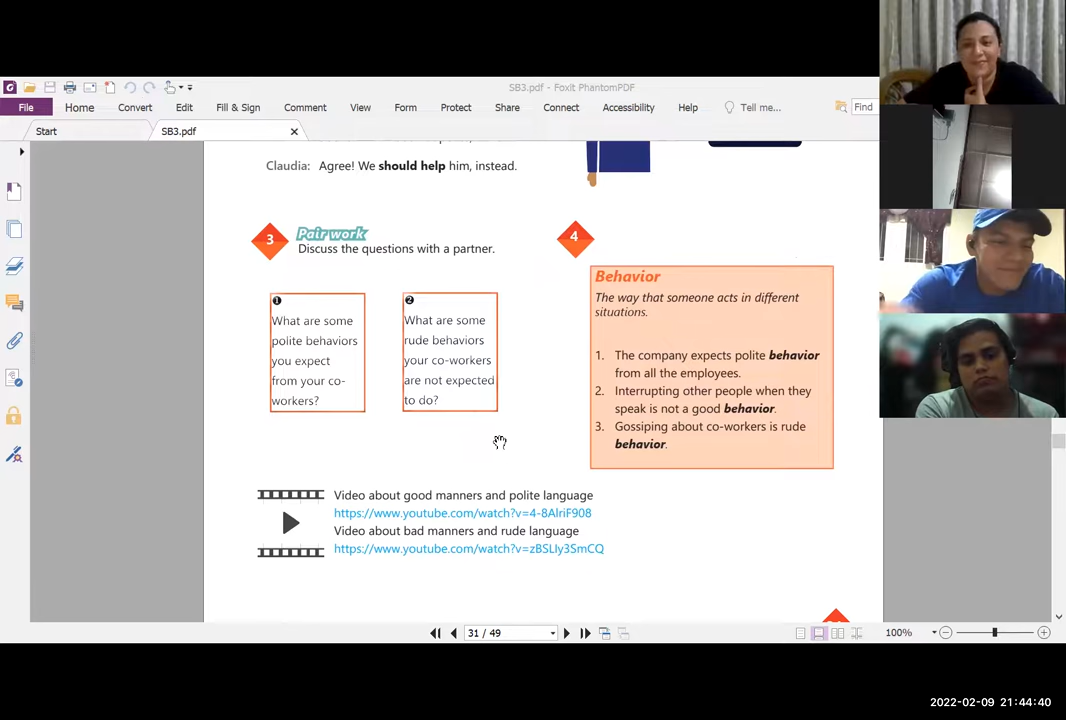 SB3.pdf - Foxit PhantomPDF
File Home Convert Edit Fill & Sign Comment View Form Protect Share Connect Accessibility Help Tell me... Find
Start SB3.pdf
Claudia: Agree! We should help him, instead.
3 Pair work
Discuss the questions with a partner.
❶
What are some
polite behaviors
you expect
from your co-
workers?
❷
What are some
rude behaviors
your co-workers
are not expected
to do?
4
Behavior
The way that someone acts in different
situations.
1. The company expects polite behavior
from all the employees.
2. Interrupting other people when they
speak is not a good behavior.
3. Gossiping about co-workers is rude
behavior.
Video about good manners and polite language
https://www.youtube.com/watch?v=4-8AlriF908
Video about bad manners and rude language
https://www.youtube.com/watch?v=zBSLIy3SmCQ
31 / 49
100%
2022-02-09 21:44:40